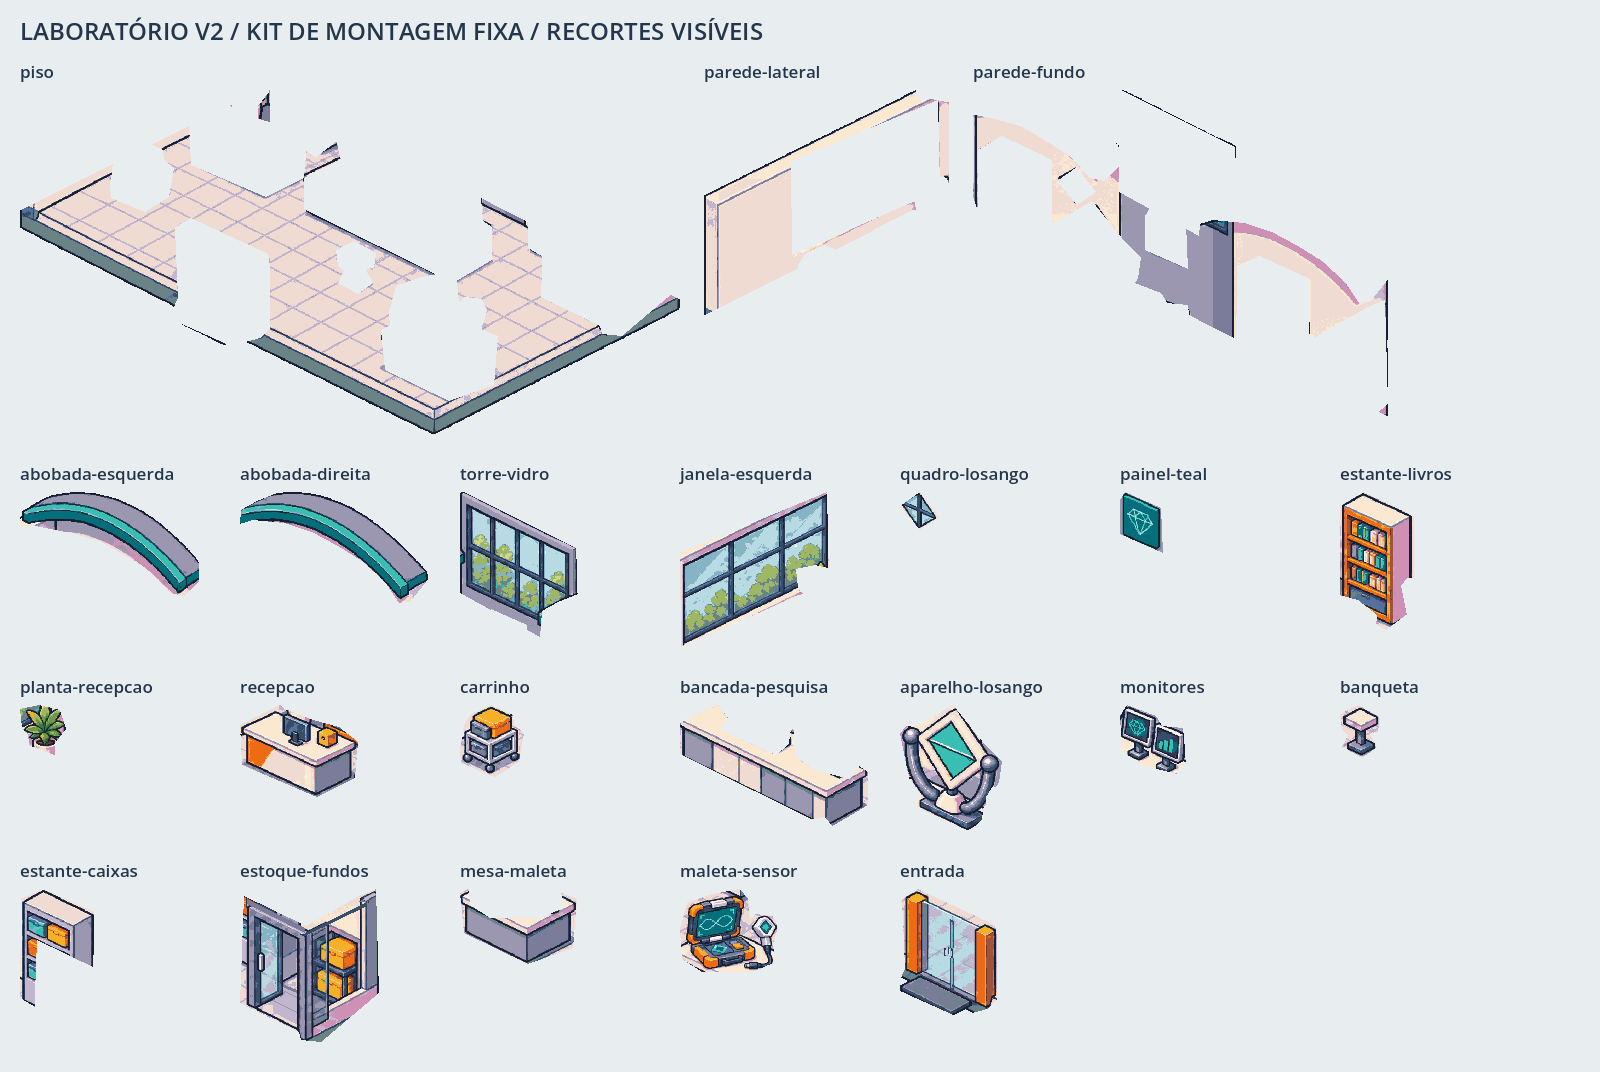 LABORATÓRIO V2 / KIT DE MONTAGEM FIXA / RECORTES VISÍVEIS
piso
parede-lateral
parede-fundo
abobada-esquerda
abobada-direita
torre-vidro
janela-esquerda
quadro-losango
painel-teal
estante-livros
planta-recepcao
recepcao
carrinho
bancada-pesquisa
aparelho-losango
monitores
banqueta
estante-caixas
estoque-fundos
mesa-maleta
maleta-sensor
entrada